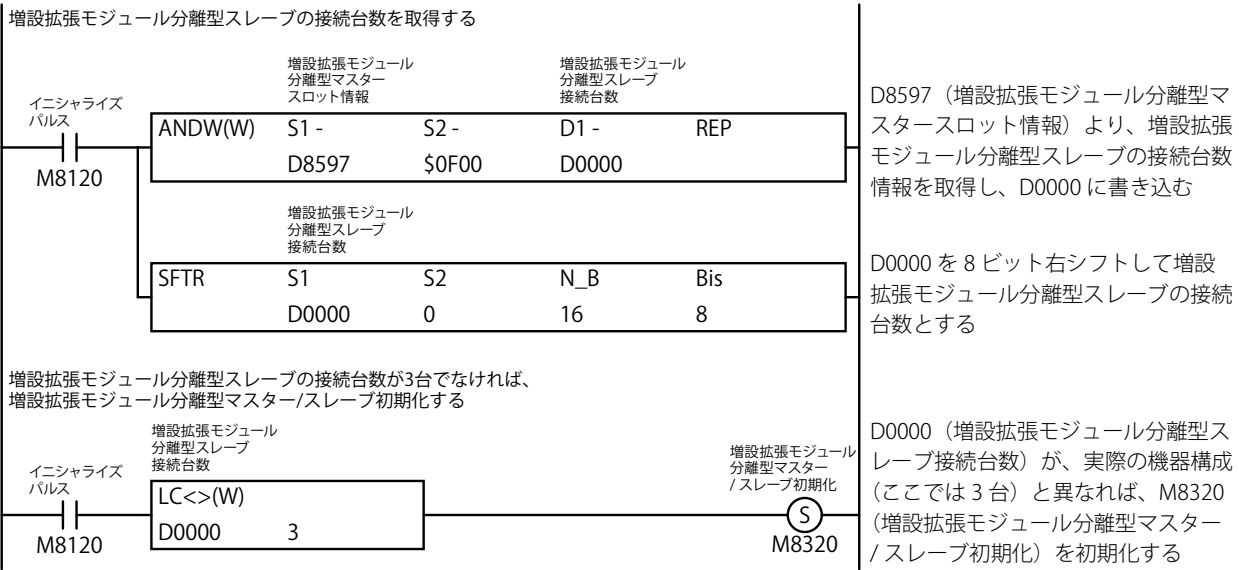 増設拡張モジュール分離型スレーブの接続台数を取得する
増設拡張モジュール
分離型マスター
スロット情報
増設拡張モジュール
分離型スレーブ
接続台数
イニシャライズ
パルス
M8120
ANDW(W) S1 - S2 - D1 - REP
D8597 $0F00 D0000
D8597（増設拡張モジュール分離型マ
スタースロット情報）より、増設拡張
モジュール分離型スレーブの接続台数
情報を取得し、D0000 に書き込む
増設拡張モジュール
分離型スレーブ
接続台数
SFTR S1 S2 N_B Bis
D0000 0 16 8
D0000 を 8 ビット右シフトして増設
拡張モジュール分離型スレーブの接続
台数とする
増設拡張モジュール分離型スレーブの接続台数が3台でなければ、
増設拡張モジュール分離型マスター/スレーブ初期化する
イニシャライズ
パルス
M8120
増設拡張モジュール
分離型スレーブ
接続台数
LC<>(W)
D0000 3
増設拡張モジュール
分離型マスター
/ スレーブ初期化
S
M8320
D0000（増設拡張モジュール分離型ス
レーブ接続台数）が、実際の機器構成
（ここでは 3 台）と異なれば、M8320
（増設拡張モジュール分離型マスター
/ スレーブ初期化）を初期化する